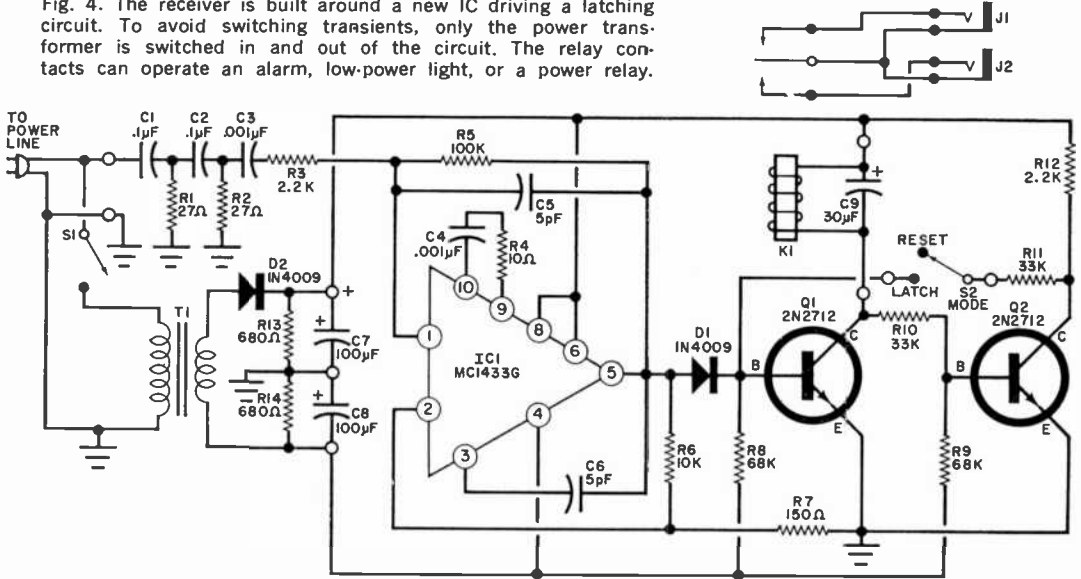 Fig. 4. The receiver is built around a new IC driving a latching
circuit. To avoid switching transients, only the power trans-
former is switched in and out of the circuit. The relay con-
tacts can operate an alarm, low-power light, or a power relay.
J1
J2
TO
POWER
LINE
C1
.1µF
C2
.1µF
C3
.001µF
R3
2.2K
R5
100K
R12
2.2K
R1
27Ω
R2
27Ω
C5
5pF
C9
30µF
+
K1
S1
C4
.001µF
R4
10Ω
RESET
R11
33K
LATCH
S2
MODE
D2
1N4009
+
T1
R13
680Ω
+
C7
100µF
R14
680Ω
+
C8
100µF
10
9
8
6
5
1
2
3
4
IC1
MC1433G
D1
1N4009
Q1
2N2712
B
C
E
R10
33K
Q2
2N2712
B
C
E
C6
5pF
R6
10K
R8
68K
R7
150Ω
R9
68K